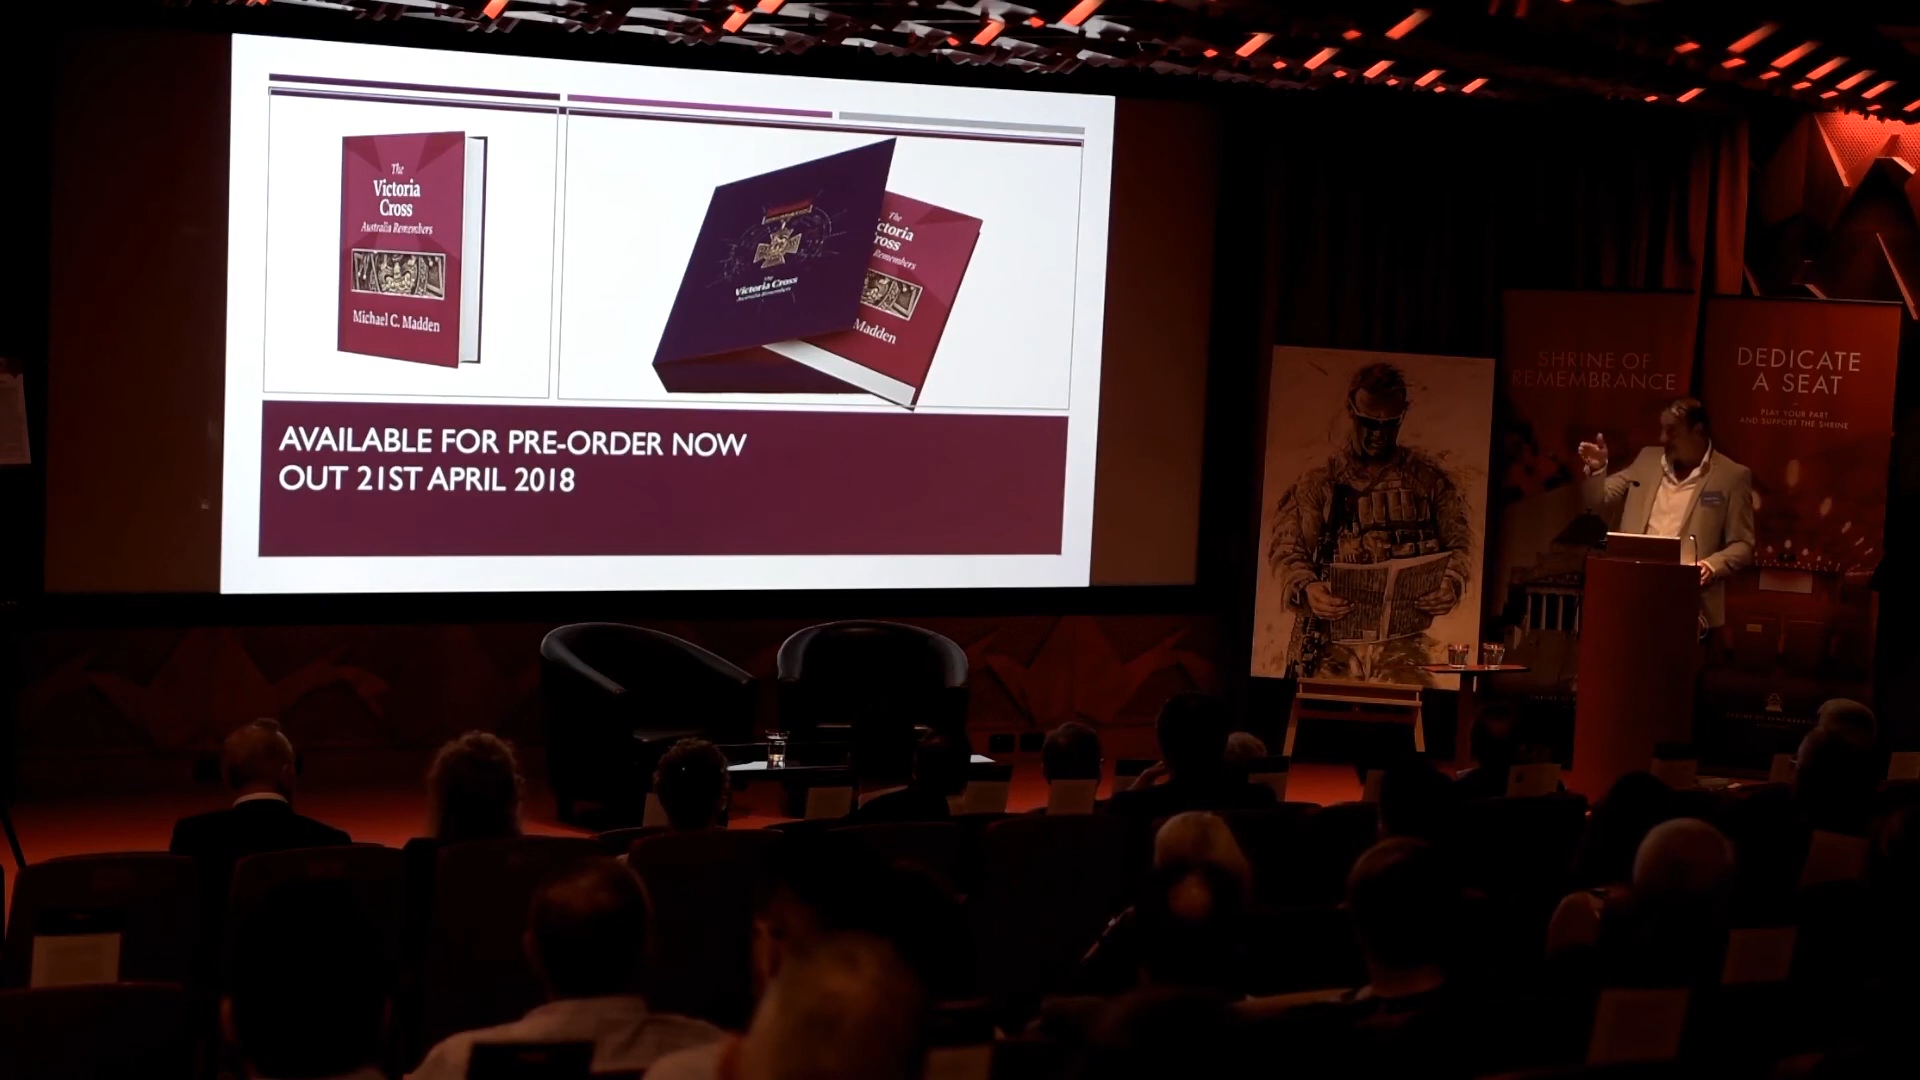 The
Victoria
Cross
Australia Remembers
Michael C. Madden
The
Victoria Cross
Australia Remembers
The
ctoria
ross
Remembers
Madden
AVAILABLE FOR PRE-ORDER NOW
OUT 21ST APRIL 2018
SHRINE OF
REMEMBRANCE
DEDICATE
A SEAT
PLAY YOUR PART
AND SUPPORT THE SHRINE